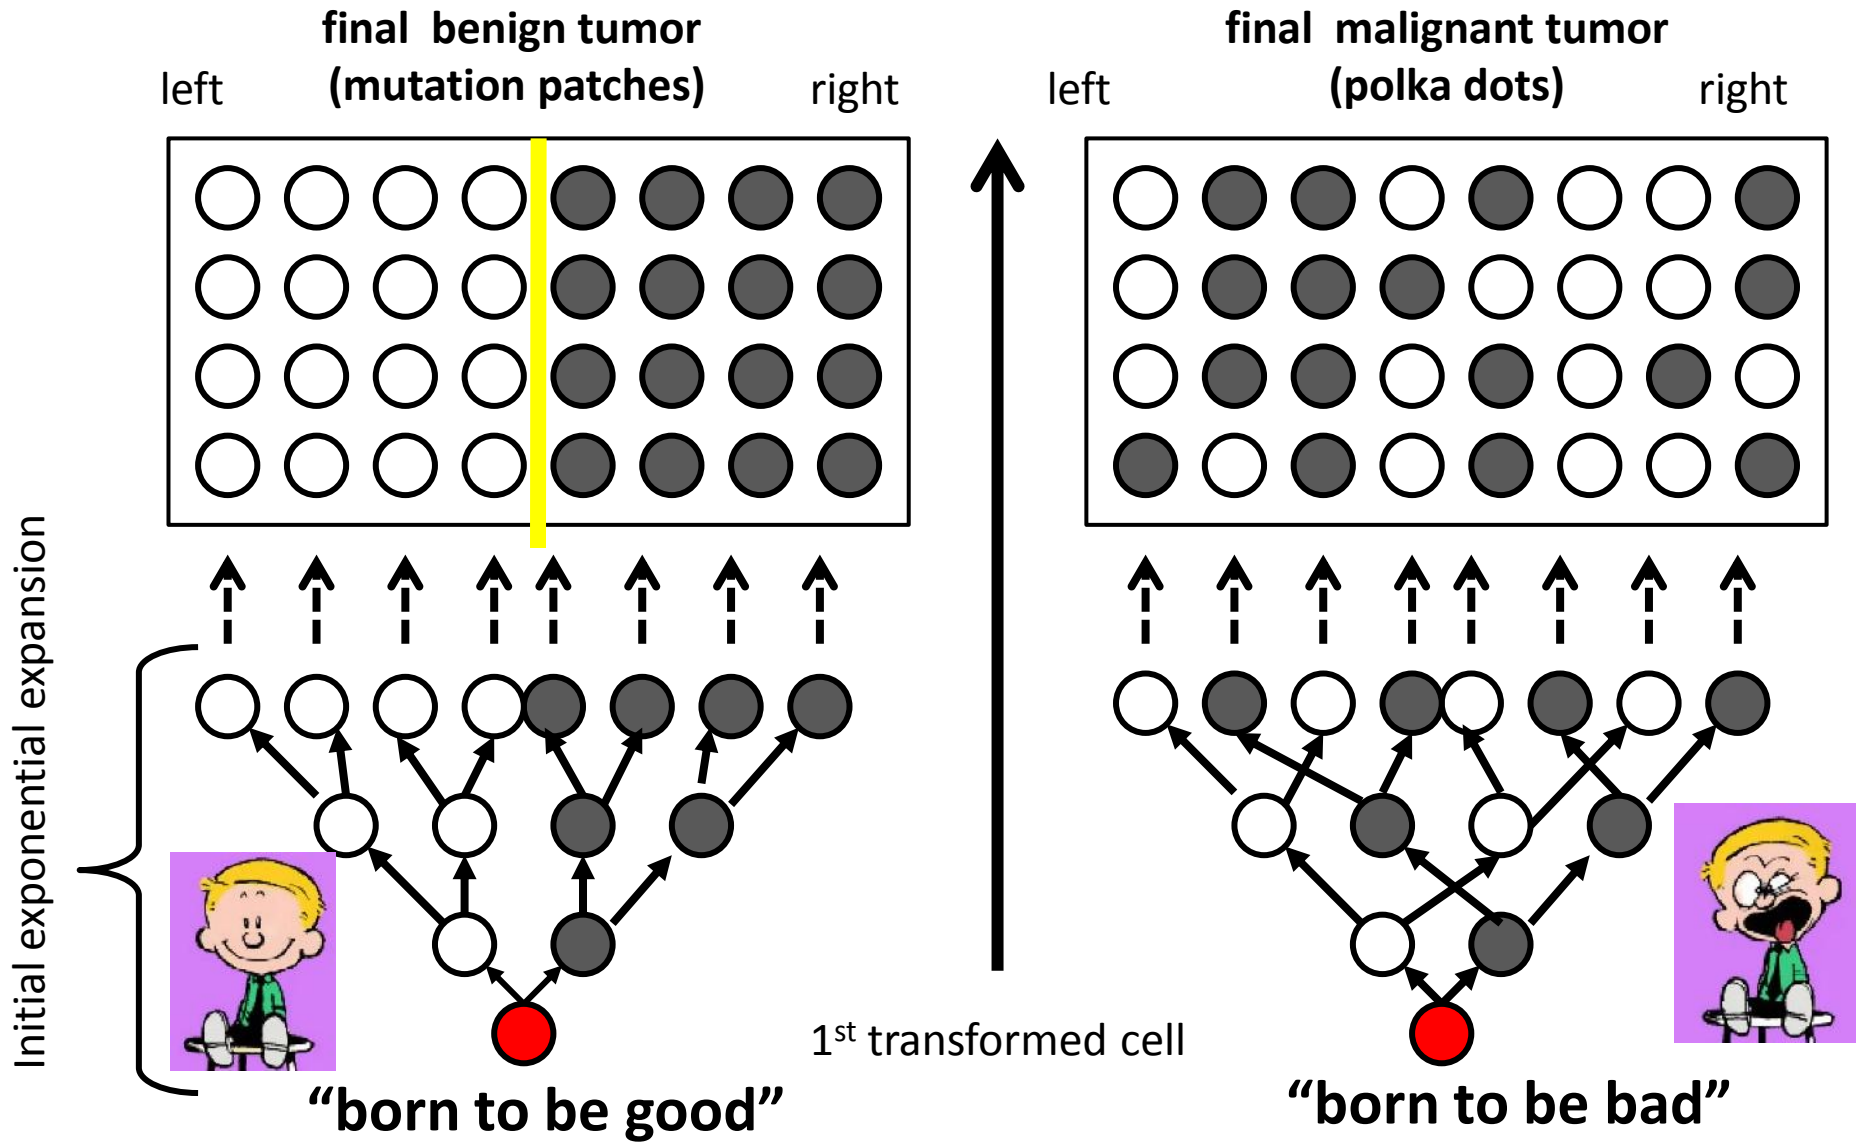 final benign tumor
(mutation patches)
left
right
final malignant tumor
(polka dots)
left
right
Initial exponential expansion
1st transformed cell
“born to be good”
“born to be bad”